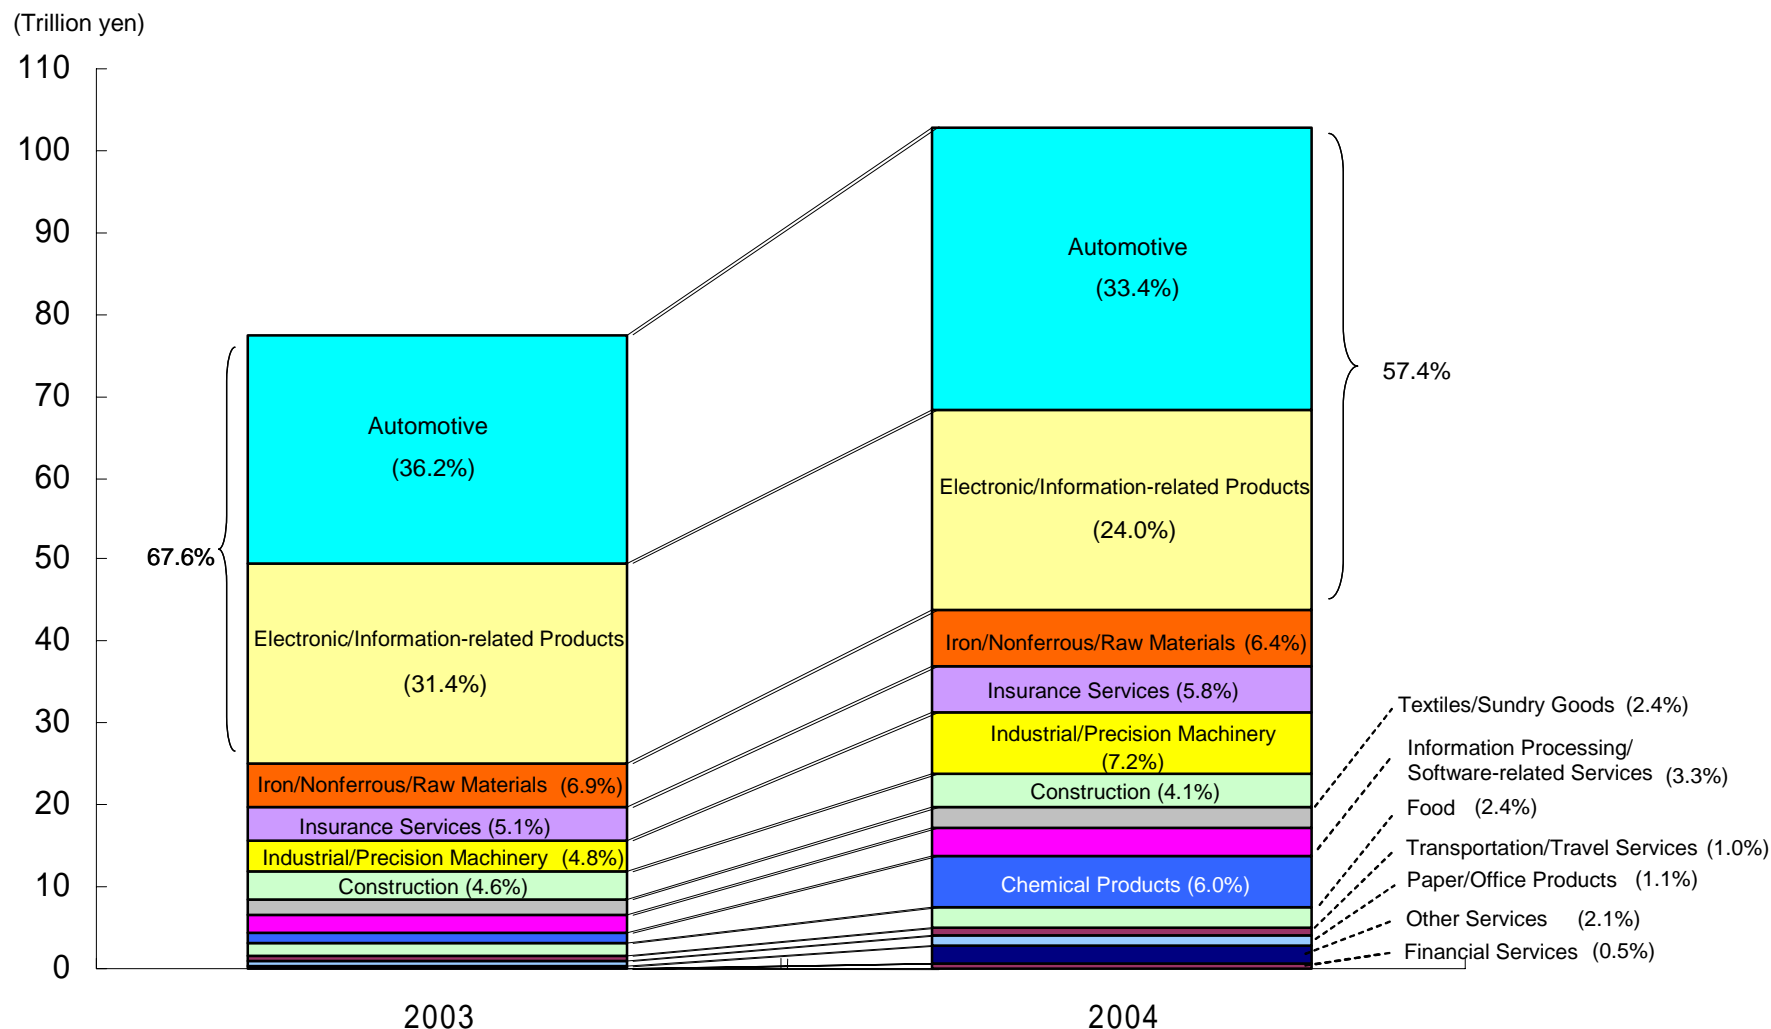 (Trillion yen)
110
100
90
80
70
60
50
40
30
20
10
0
67.6%
Automotive
(36.2%)
Electronic/Information-related Products
(31.4%)
Iron/Nonferrous/Raw Materials (6.9%)
Insurance Services (5.1%)
Industrial/Precision Machinery (4.8%)
Construction (4.6%)
2003
Automotive
(33.4%)
Electronic/Information-related Products
(24.0%)
Iron/Nonferrous/Raw Materials (6.4%)
Insurance Services (5.8%)
Industrial/Precision Machinery
(7.2%)
Construction (4.1%)
Chemical Products (6.0%)
2004
57.4%
Textiles/Sundry Goods (2.4%)
Information Processing/
Software-related Services (3.3%)
Food (2.4%)
Transportation/Travel Services (1.0%)
Paper/Office Products (1.1%)
Other Services (2.1%)
Financial Services (0.5%)